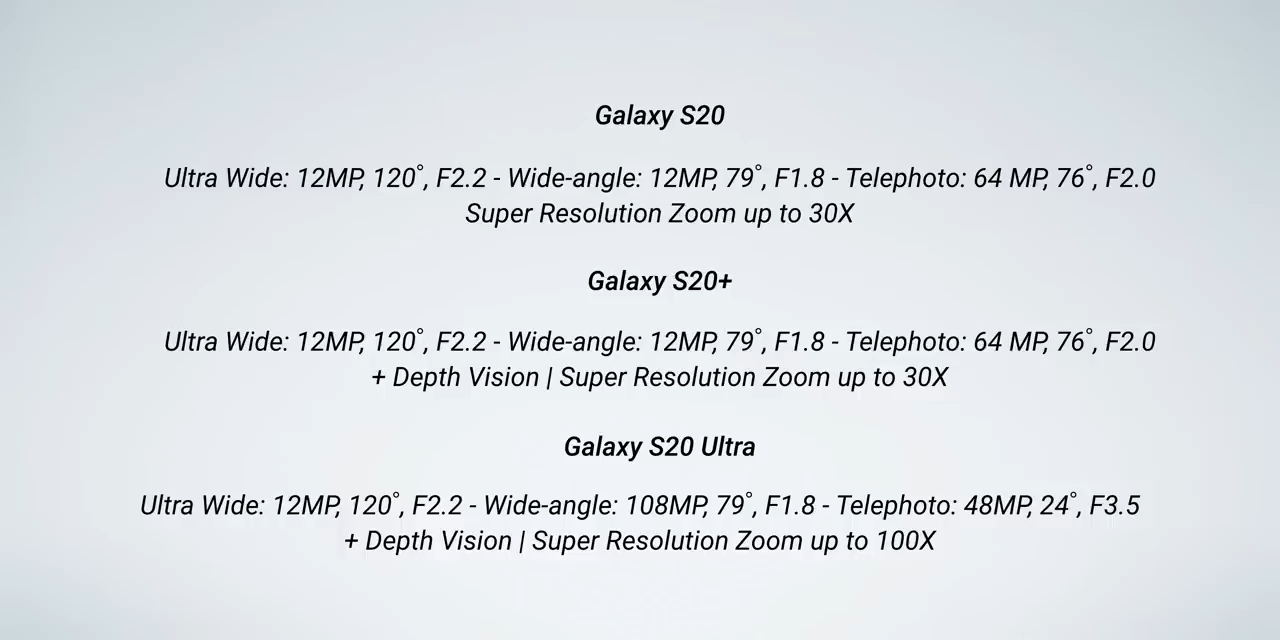 Galaxy S20
Ultra Wide: 12MP, 120°, F2.2 - Wide-angle: 12MP, 79°, F1.8 - Telephoto: 64 MP, 76°, F2.0
Super Resolution Zoom up to 30X
Galaxy S20+
Ultra Wide: 12MP, 120°, F2.2 - Wide-angle: 12MP, 79°, F1.8 - Telephoto: 64 MP, 76°, F2.0
+ Depth Vision | Super Resolution Zoom up to 30X
Galaxy S20 Ultra
Ultra Wide: 12MP, 120°, F2.2 - Wide-angle: 108MP, 79°, F1.8 - Telephoto: 48MP, 24°, F3.5
+ Depth Vision | Super Resolution Zoom up to 100X